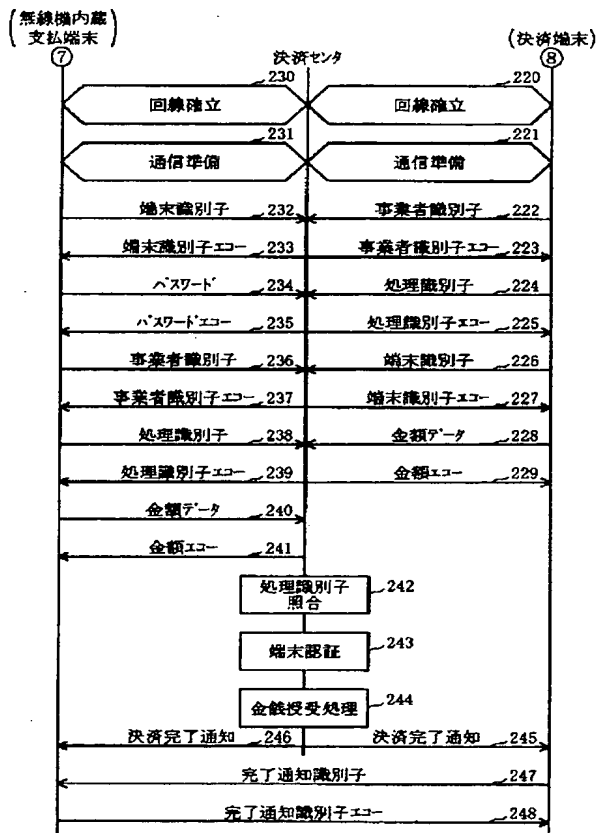 (無線機内蔵
支払端末)
⑦
決済センタ
(決済端末)
⑧
230
220
回線確立
回線確立
231
221
通信準備
通信準備
端末識別子 232
事業者識別子 222
端末識別子エコー 233
事業者識別子エコー 223
パスワード 234
処理識別子 224
パスワードエコー 235
処理識別子エコー 225
事業者識別子 236
端末識別子 226
事業者識別子エコー 237
端末識別子エコー 227
処理識別子 238
金額データ 228
処理識別子エコー 239
金額エコー 229
金額データ 240
金額エコー 241
処理識別子
照合
242
端末認証
243
金銭授受処理
244
決済完了通知 246
決済完了通知 245
完了通知識別子 247
完了通知識別子エコー 248